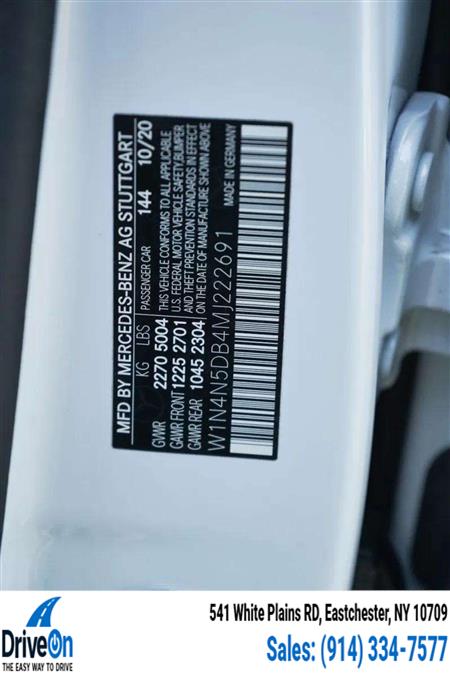 MFD BY MERCEDES-BENZ AG STUTTGART
KG LBS PASSENGER CAR 144 10/20
GVWR 2270 5004 THIS VEHICLE CONFORMS TO ALL APPLICABLE
GAWR FRONT 1225 2701 U.S. FEDERAL MOTOR VEHICLE SAFETY, BUMPER
GAWR REAR 1045 2304 AND THEFT PREVENTION STANDARDS IN EFFECT
ON THE DATE OF MANUFACTURE SHOWN ABOVE
W1N4N5DB4MJ222691 MADE IN GERMANY
DriveOn
THE EASY WAY TO DRIVE
541 White Plains RD, Eastchester, NY 10709
Sales: (914) 334-7577